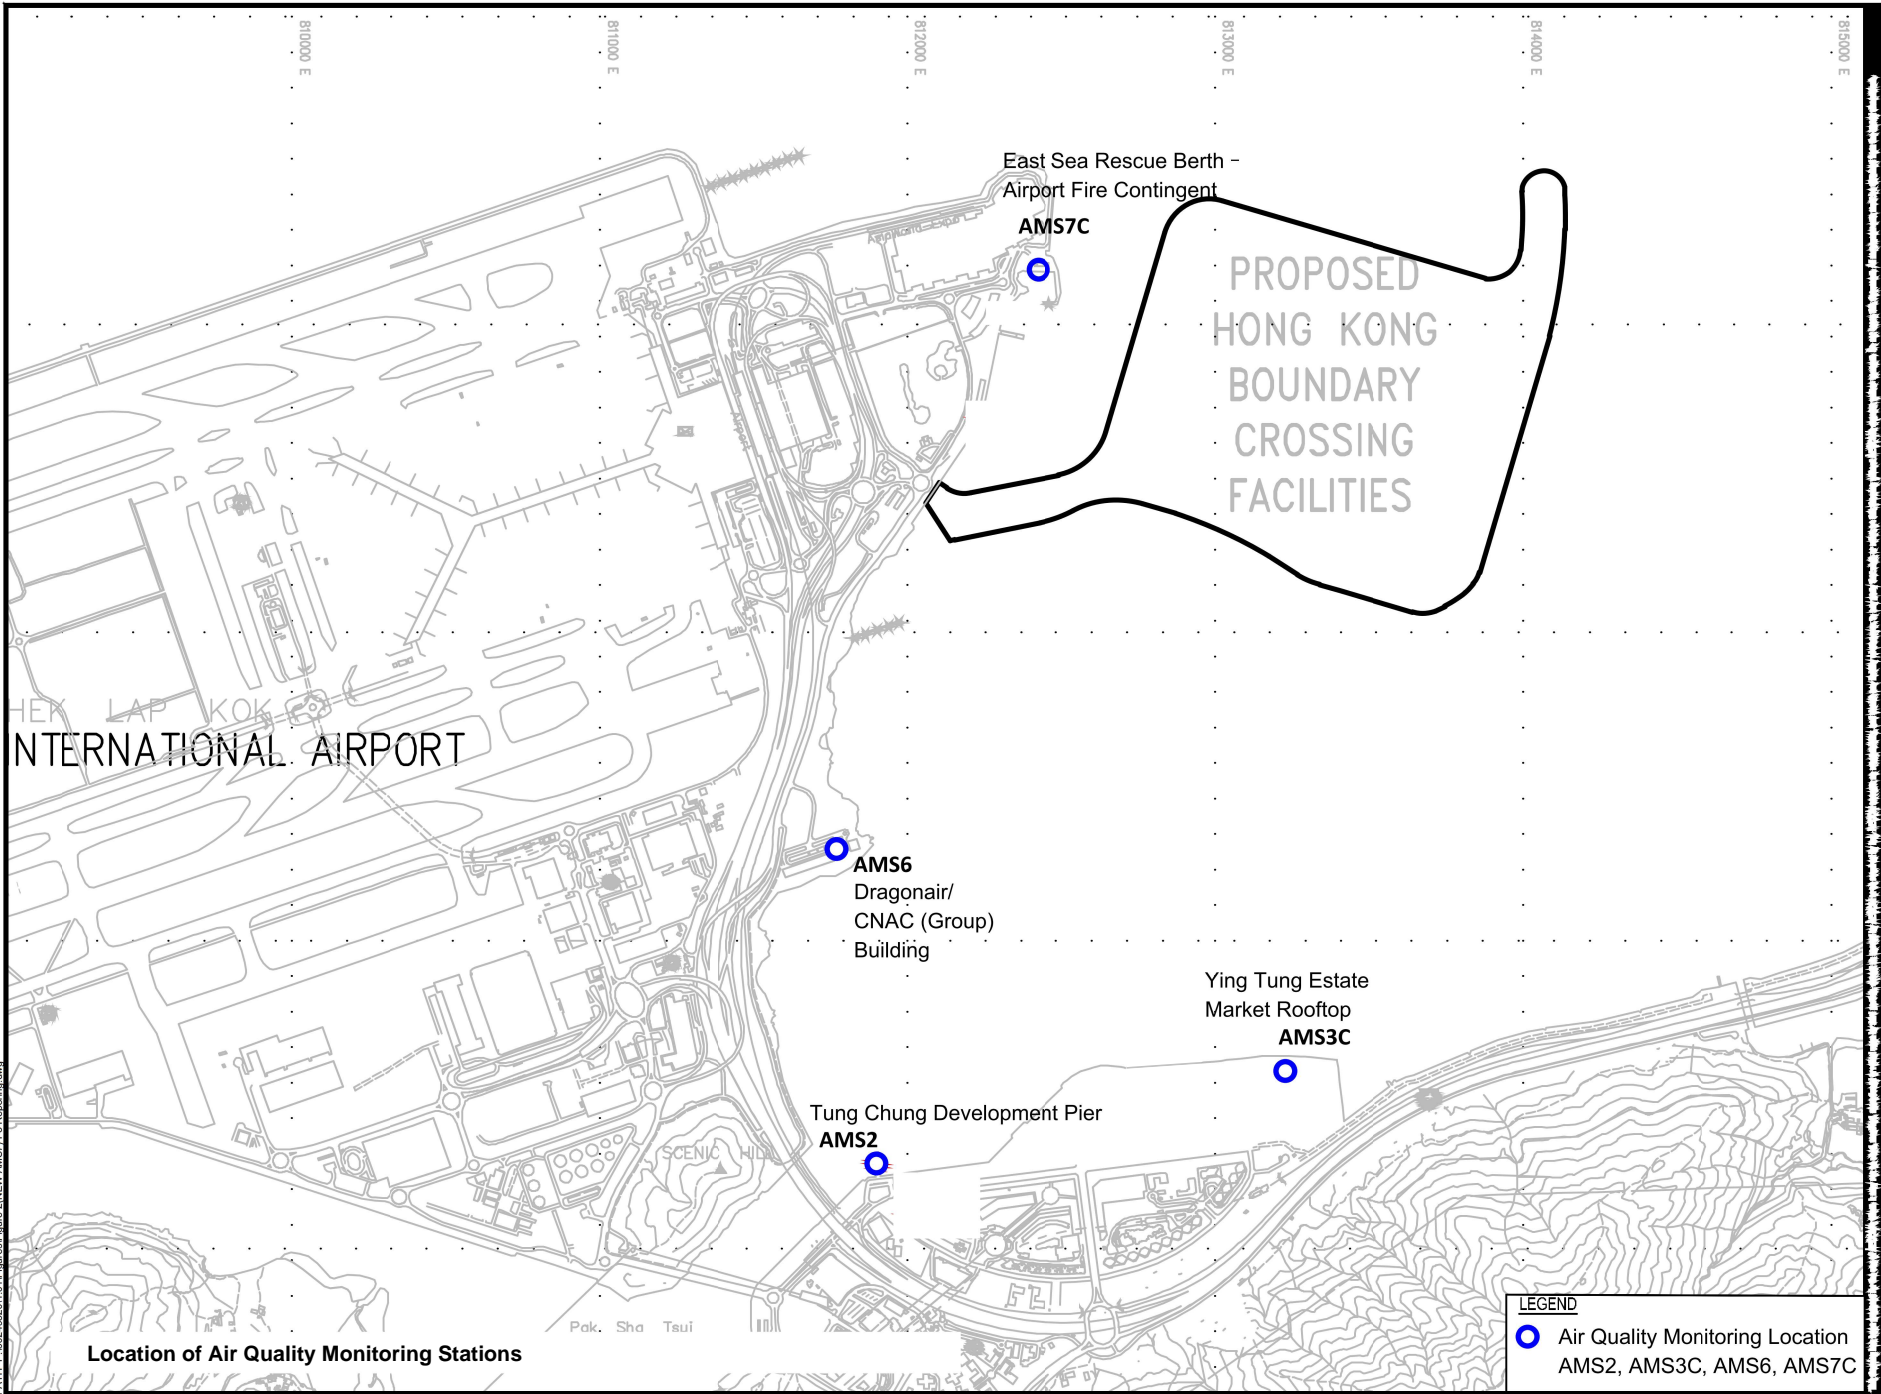 810000 E
811000 E
812000 E
813000 E
814000 E
815000 E
East Sea Rescue Berth –
Airport Fire Contingent
AMS7C
PROPOSED
HONG KONG
BOUNDARY
CROSSING
FACILITIES
Airport
HEK LAP KOK
INTERNATIONAL AIRPORT
AMS6
Dragonair/
CNAC (Group)
Building
Ying Tung Estate
Market Rooftop
AMS3C
Tung Chung Development Pier
AMS2
SCENIC HILL
Pak Sha Tsui
Location of Air Quality Monitoring Stations
LEGEND
Air Quality Monitoring Location
AMS2, AMS3C, AMS6, AMS7C